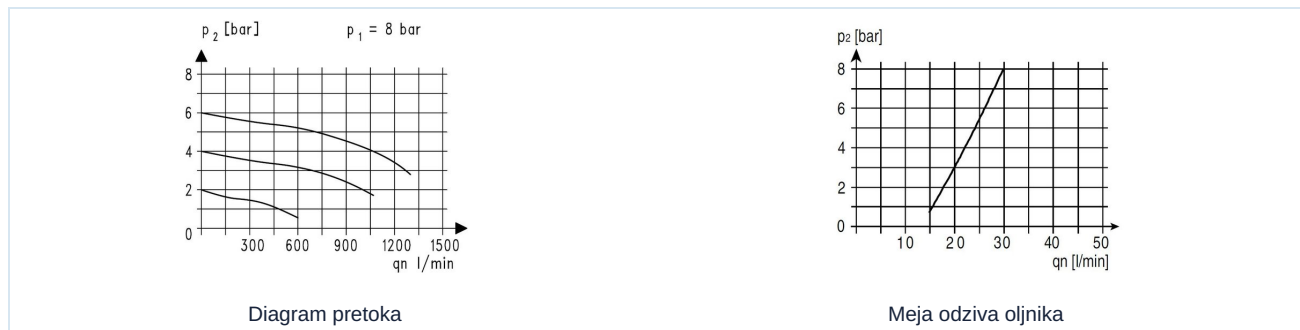 p2 [bar] p1 = 8 bar
8
6
4
2
0
300 600 900 1200 1500
qn l/min
Diagram pretoka
p2 [bar]
8
6
4
2
0
10 20 30 40 50
qn [l/min]
Meja odziva oljnika